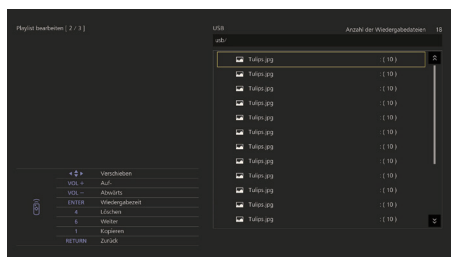 Playlist bearbeiten [ 2 / 3 ]
USB
Anzahl der Wiedergabedateien 18
usb/
Tulips.jpg :( 10 )
Tulips.jpg :( 10 )
Tulips.jpg :( 10 )
Tulips.jpg :( 10 )
Tulips.jpg :( 10 )
Tulips.jpg :( 10 )
Tulips.jpg :( 10 )
Tulips.jpg :( 10 )
Tulips.jpg :( 10 )
Tulips.jpg :( 10 )
Tulips.jpg :( 10 )
Tulips.jpg :( 10 )
Verschieben
VOL + Auf-
VOL − Abwärts
ENTER Wiedergabezeit
4 Löschen
6 Weiter
1 Kopieren
RETURN Zurück